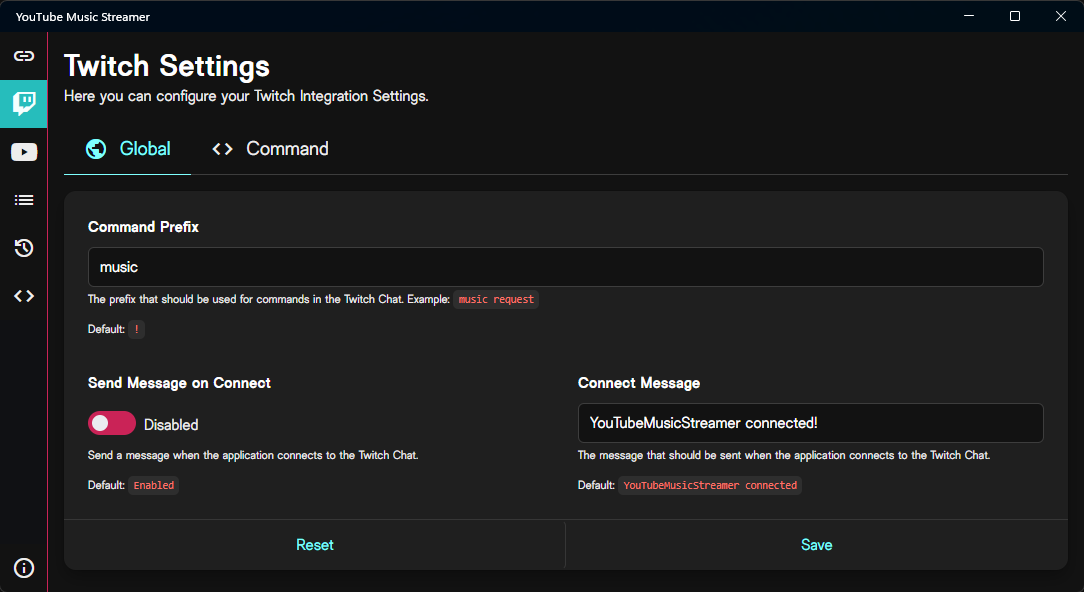 YouTube Music Streamer
Twitch Settings
Here you can configure your Twitch Integration Settings.
Global
Command
Command Prefix
music
The prefix that should be used for commands in the Twitch Chat. Example: music request
Default: !
Send Message on Connect
Disabled
Send a message when the application connects to the Twitch Chat.
Default: Enabled
Connect Message
YouTubeMusicStreamer connected!
The message that should be sent when the application connects to the Twitch Chat.
Default: YouTubeMusicStreamer connected
Reset
Save